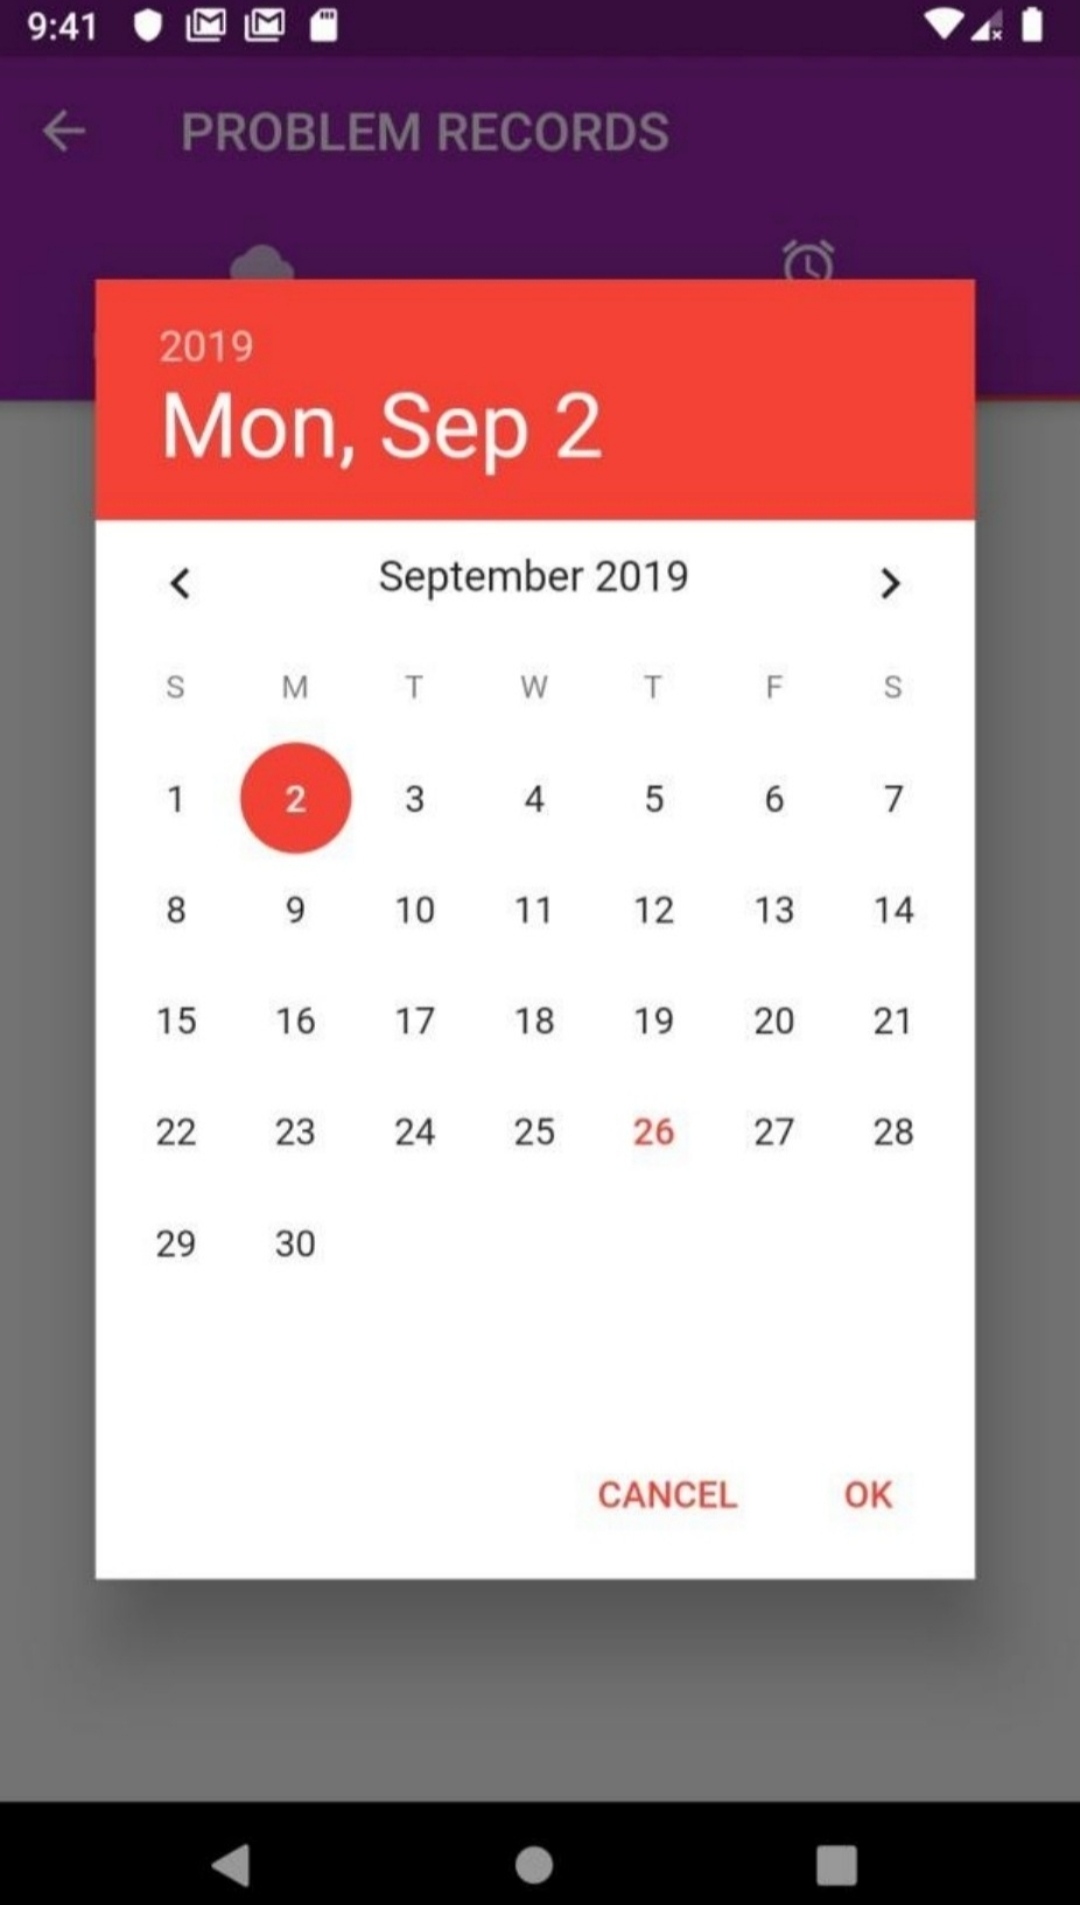 9:41
PROBLEM RECORDS
2019
Mon, Sep 2
September 2019
S M T W T F S
1 2 3 4 5 6 7
8 9 10 11 12 13 14
15 16 17 18 19 20 21
22 23 24 25 26 27 28
29 30
CANCEL OK